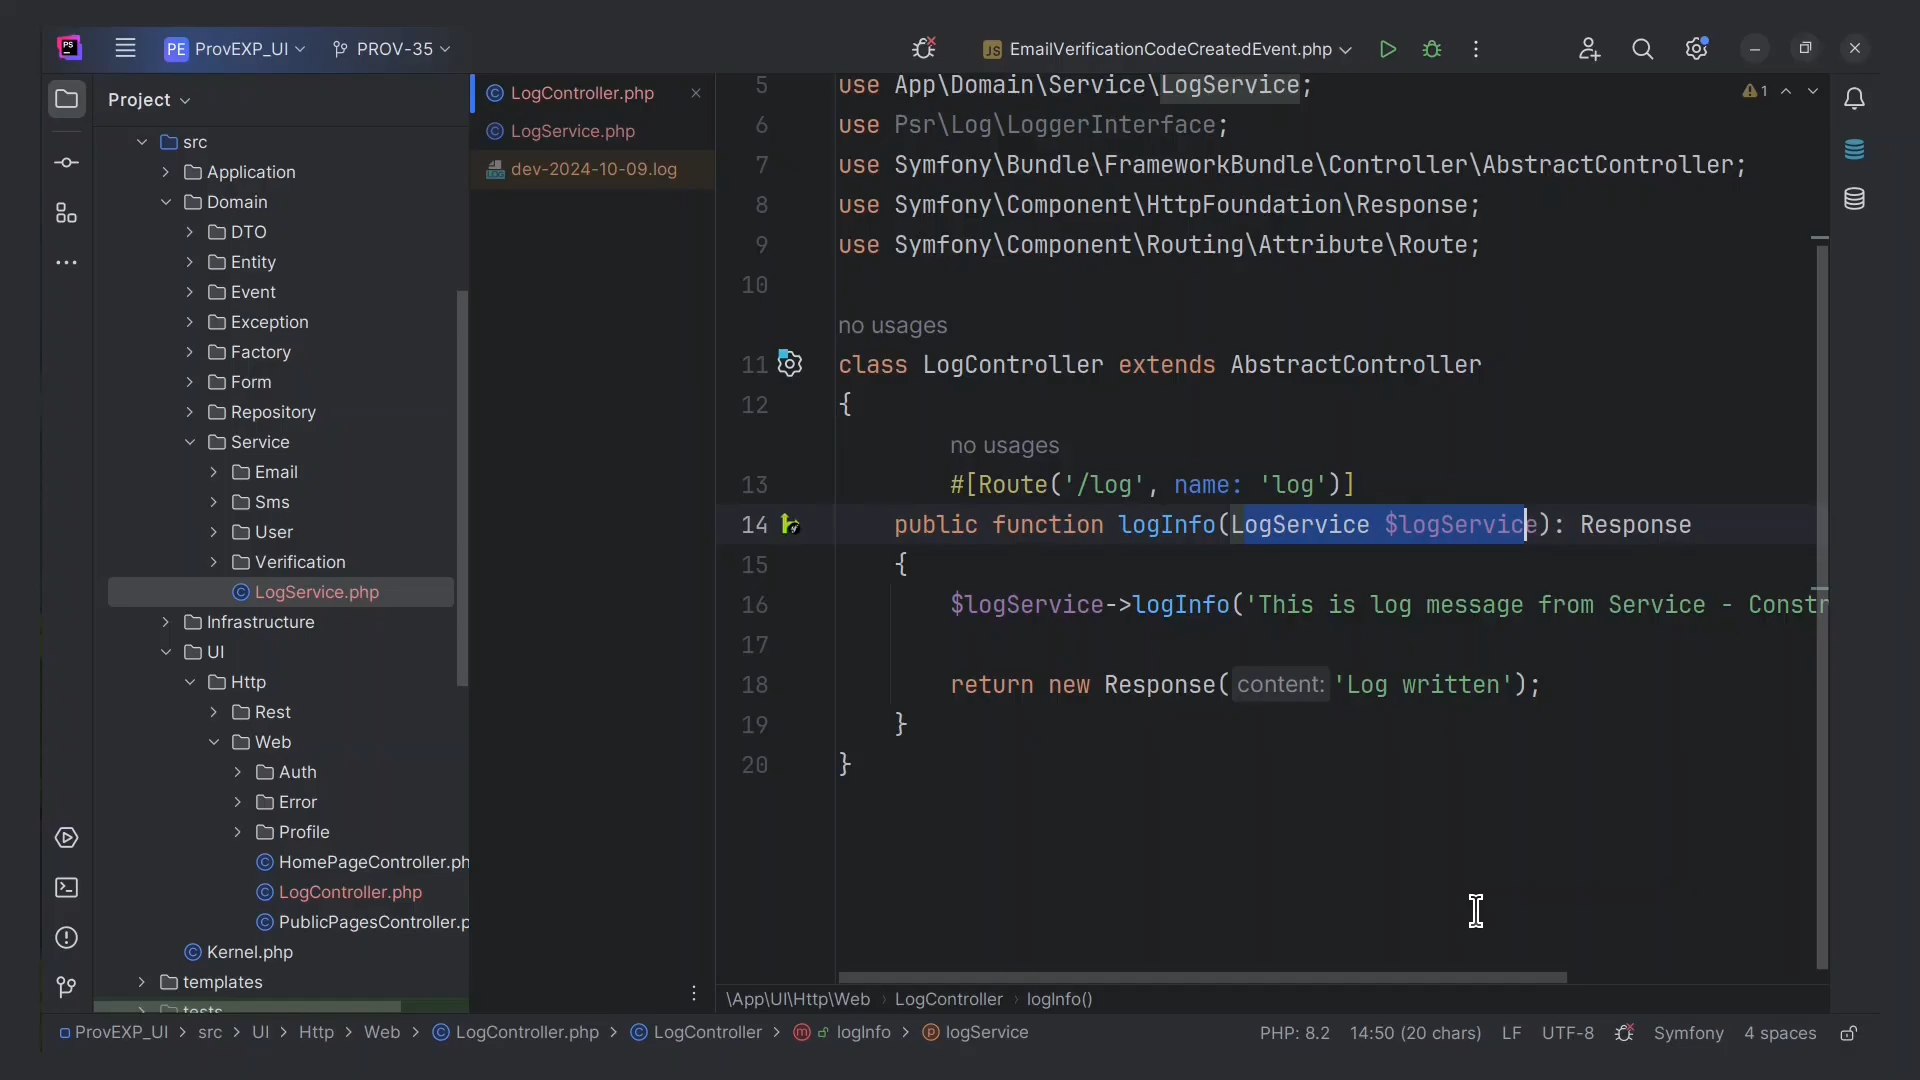 PS
PE ProvEXP_UI
PROV-35
JS EmailVerificationCodeCreatedEvent.php
Project
src
Application
Domain
DTO
Entity
Event
Exception
Factory
Form
Repository
Service
Email
Sms
User
Verification
LogService.php
Infrastructure
UI
Http
Rest
Web
Auth
Error
Profile
HomePageController.ph
LogController.php
PublicPagesController.p
Kernel.php
templates
tests
LogController.php
LogService.php
LOG dev-2024-10-09.log
1
5 use App\Domain\Service\LogService;
6 use Psr\Log\LoggerInterface;
7 use Symfony\Bundle\FrameworkBundle\Controller\AbstractController;
8 use Symfony\Component\HttpFoundation\Response;
9 use Symfony\Component\Routing\Attribute\Route;
10
no usages
11 class LogController extends AbstractController
12 {
no usages
13 #[Route('/log', name: 'log')]
14 public function logInfo(LogService $logService): Response
15 {
16 $logService->logInfo('This is log message from Service - Constr
17
18 return new Response( content: 'Log written');
19 }
20 }
\App\UI\Http\Web › LogController › logInfo()
ProvEXP_UI > src > UI > Http > Web > LogController.php > LogController > logInfo > logService
PHP: 8.2 14:50 (20 chars) LF UTF-8 Symfony 4 spaces